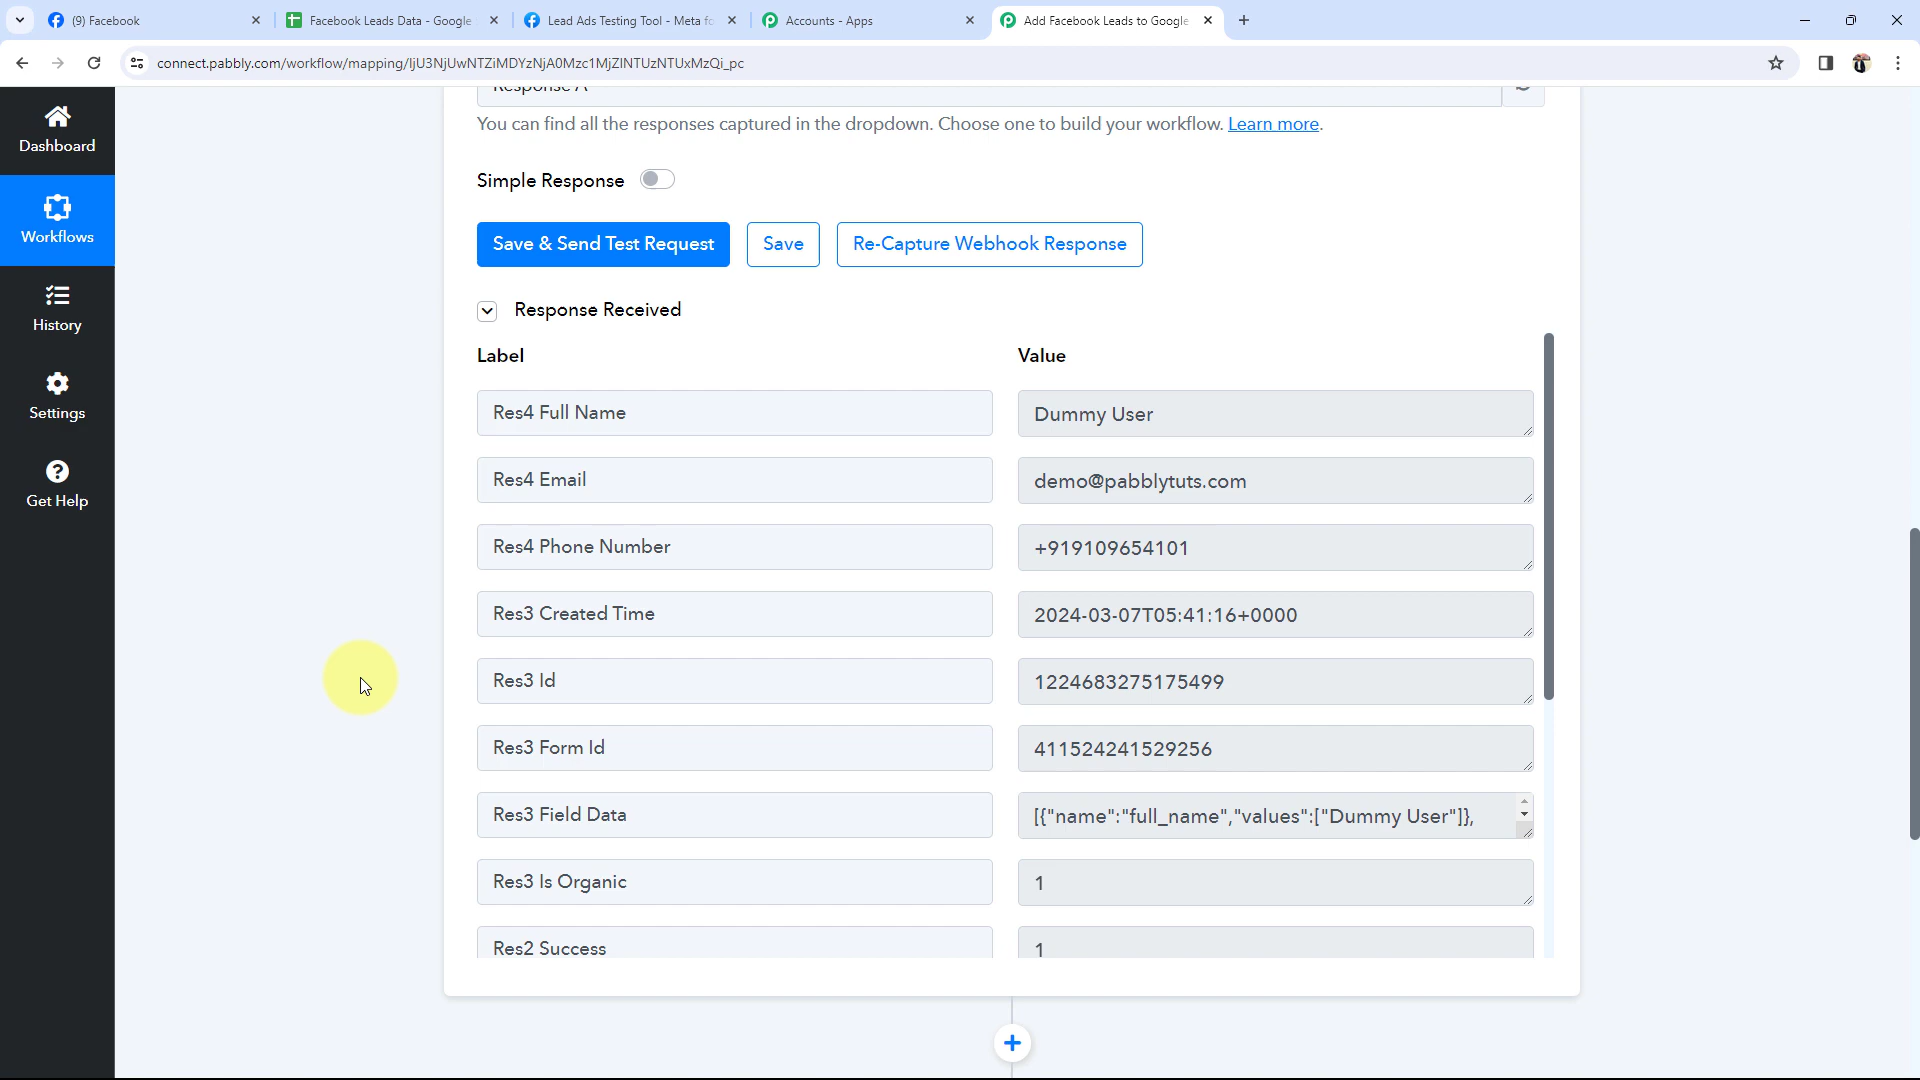 (9) Facebook
Facebook Leads Data - Google
Lead Ads Testing Tool - Meta fo
Accounts - Apps
Add Facebook Leads to Google
connect.pabbly.com/workflow/mapping/IjU3NjUwNTZiMDYzNjA0Mzc1MjZlNTUzNTUxMzQi_pc
Dashboard
Workflows
History
Settings
Get Help
Response A
You can find all the responses captured in the dropdown. Choose one to build your workflow. Learn more.
Simple Response
Save & Send Test Request
Save
Re-Capture Webhook Response
Response Received
Label
Value
Res4 Full Name
Dummy User
Res4 Email
demo@pabblytuts.com
Res4 Phone Number
+919109654101
Res3 Created Time
2024-03-07T05:41:16+0000
Res3 Id
1224683275175499
Res3 Form Id
411524241529256
Res3 Field Data
[{"name":"full_name","values":["Dummy User"]},
Res3 Is Organic
1
Res2 Success
1